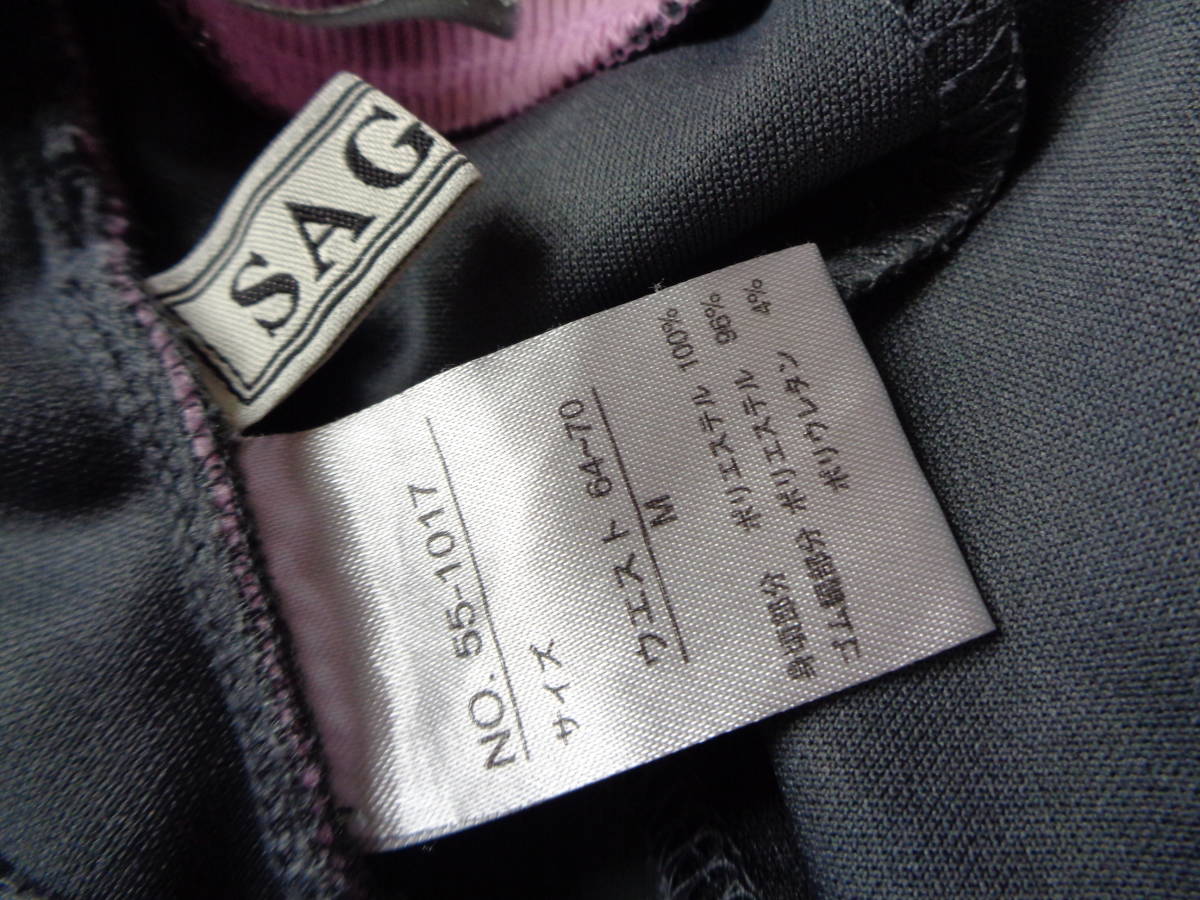 SAG
NO. 55-1017
サイズ
ウエスト 64-70
M
ポリエステル 100%
身頃部分 ポリエステル 96%
ゴム組部分 ポリウレタン 4%